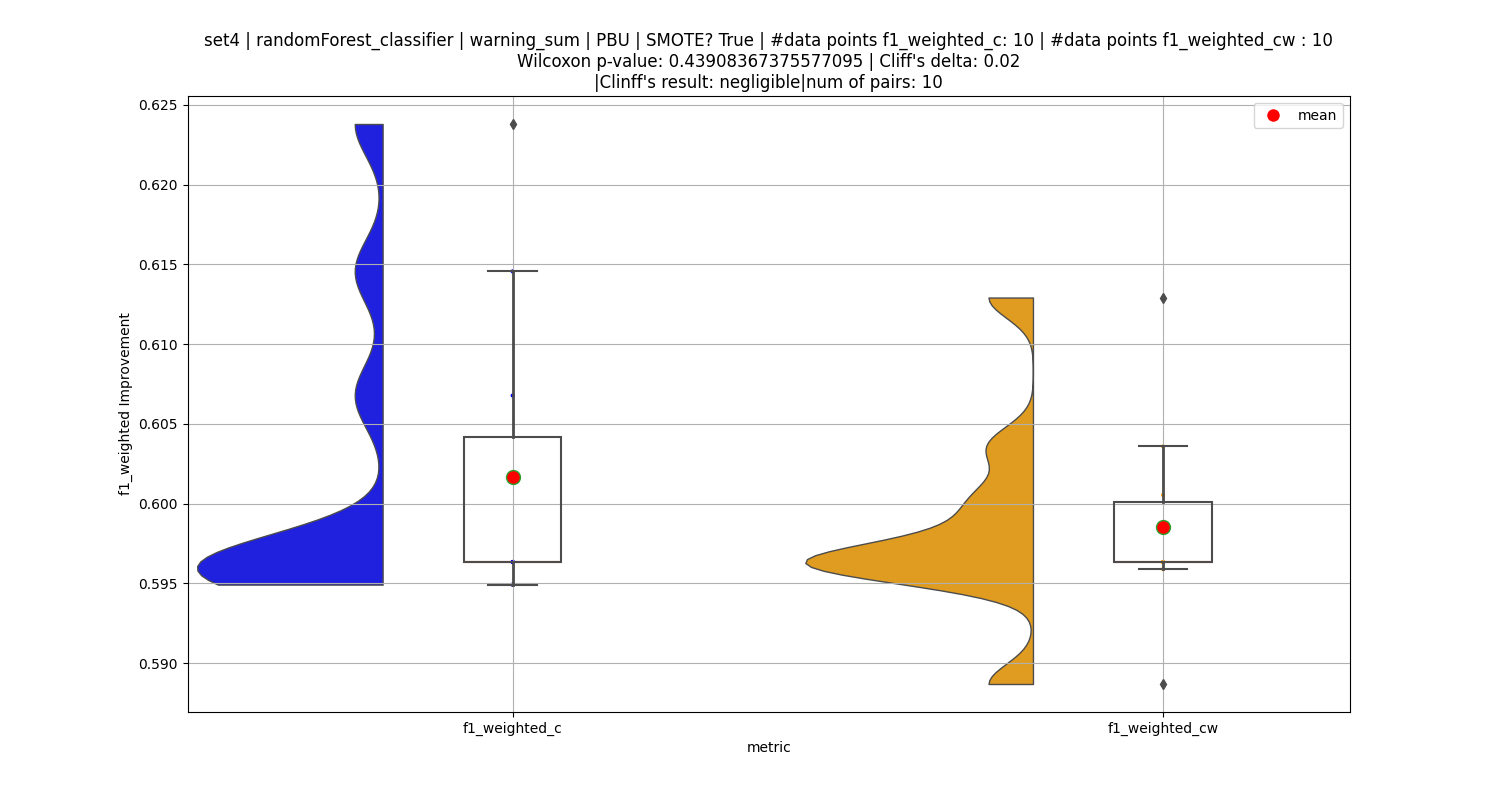 set4 | randomForest_classifier | warning_sum | PBU | SMOTE? True | #data points f1_weighted_c: 10 | #data points f1_weighted_cw : 10
Wilcoxon p-value: 0.43908367375577095 | Cliff's delta: 0.02
|Clinff's result: negligible|num of pairs: 10
mean
0.625
0.620
0.615
0.610
0.605
0.600
0.595
0.590
f1_weighted Improvement
f1_weighted_c
f1_weighted_cw
metric